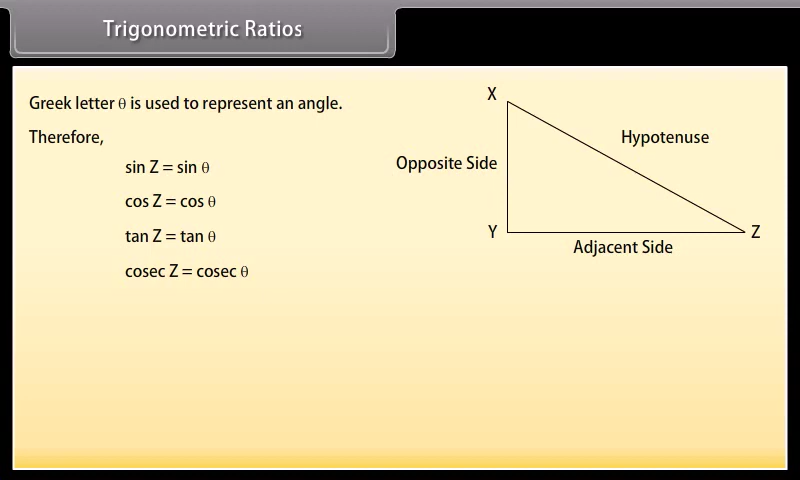 Trigonometric Ratios
Greek letter θ is used to represent an angle.
Therefore,
sin Z = sin θ
cos Z = cos θ
tan Z = tan θ
cosec Z = cosec θ
X
Hypotenuse
Opposite Side
Y
Z
Adjacent Side